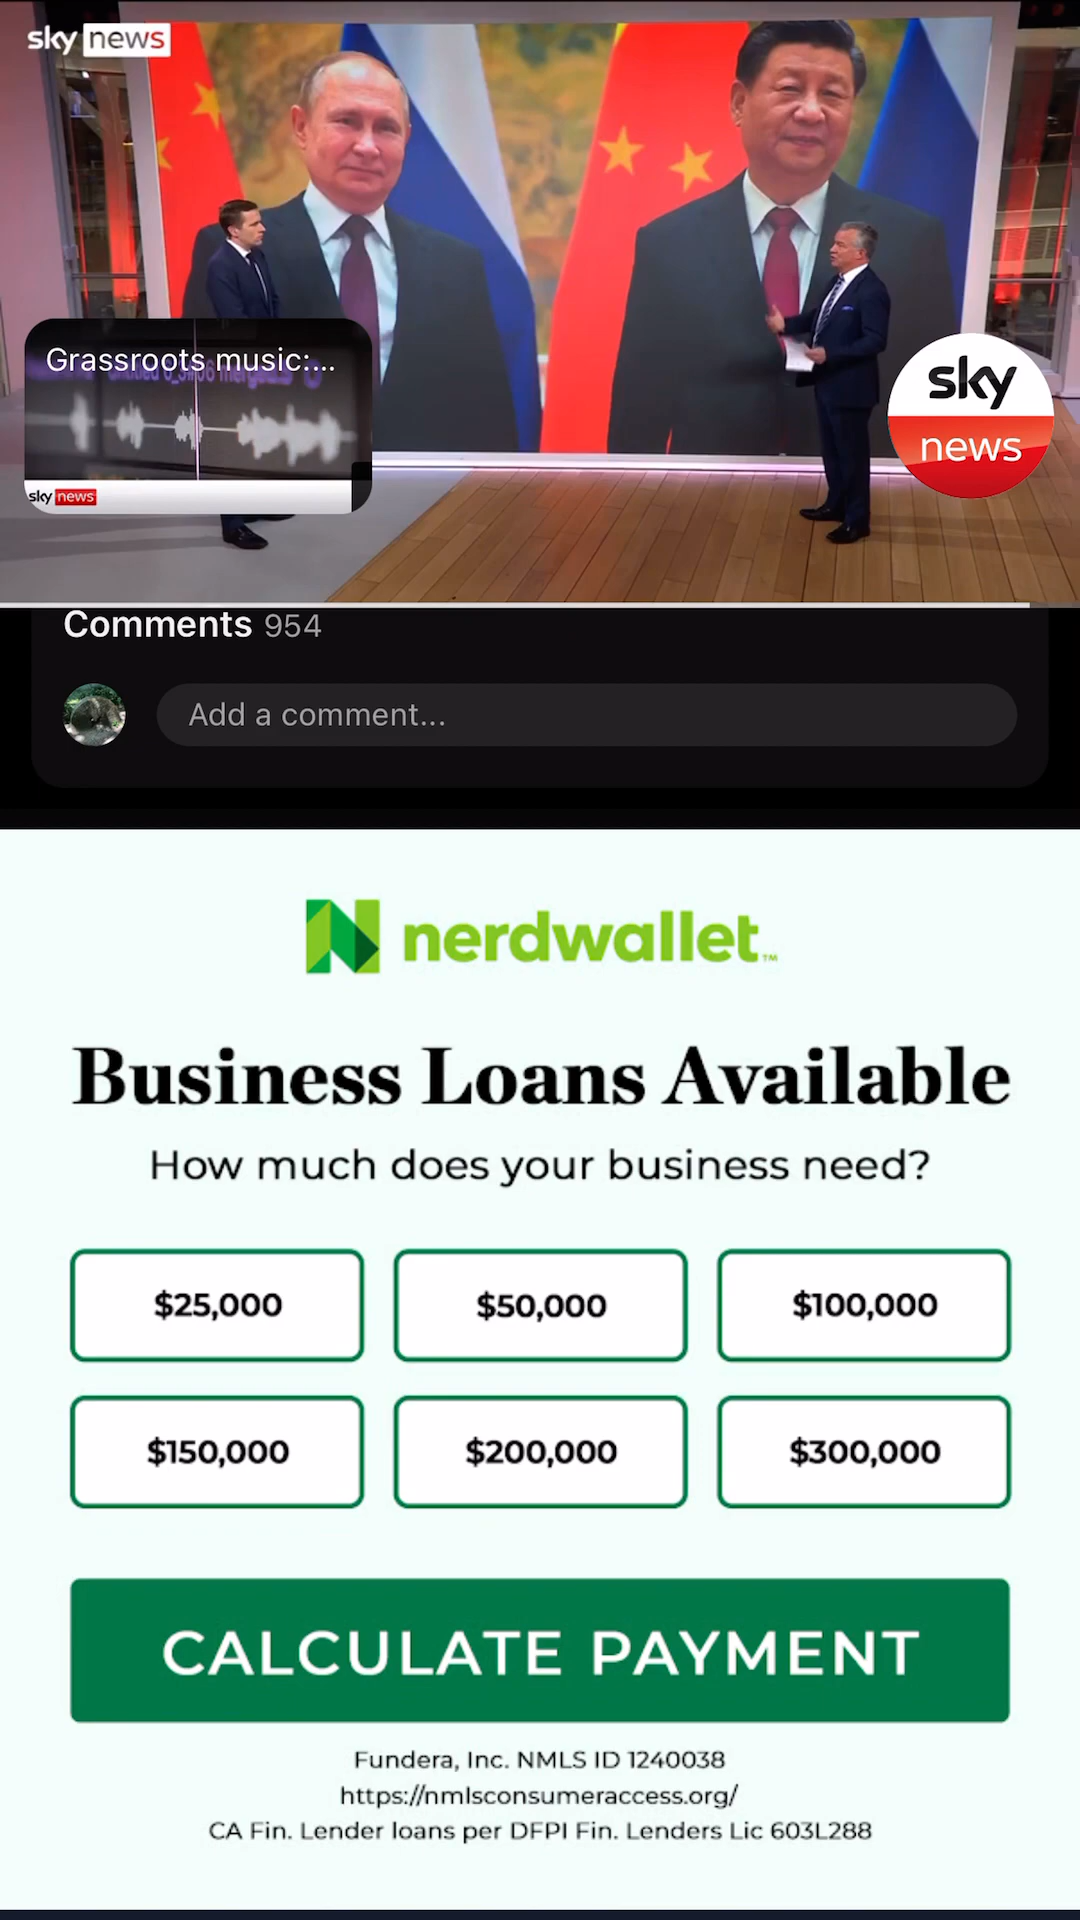 sky news
Grassroots music:...
sky news
sky
news
Comments 954
Add a comment...
nerdwallet™
Business Loans Available
How much does your business need?
$25,000
$50,000
$100,000
$150,000
$200,000
$300,000
CALCULATE PAYMENT
Fundera, Inc. NMLS ID 1240038
https://nmlsconsumeraccess.org/
CA Fin. Lender loans per DFPI Fin. Lenders Lic 603L288